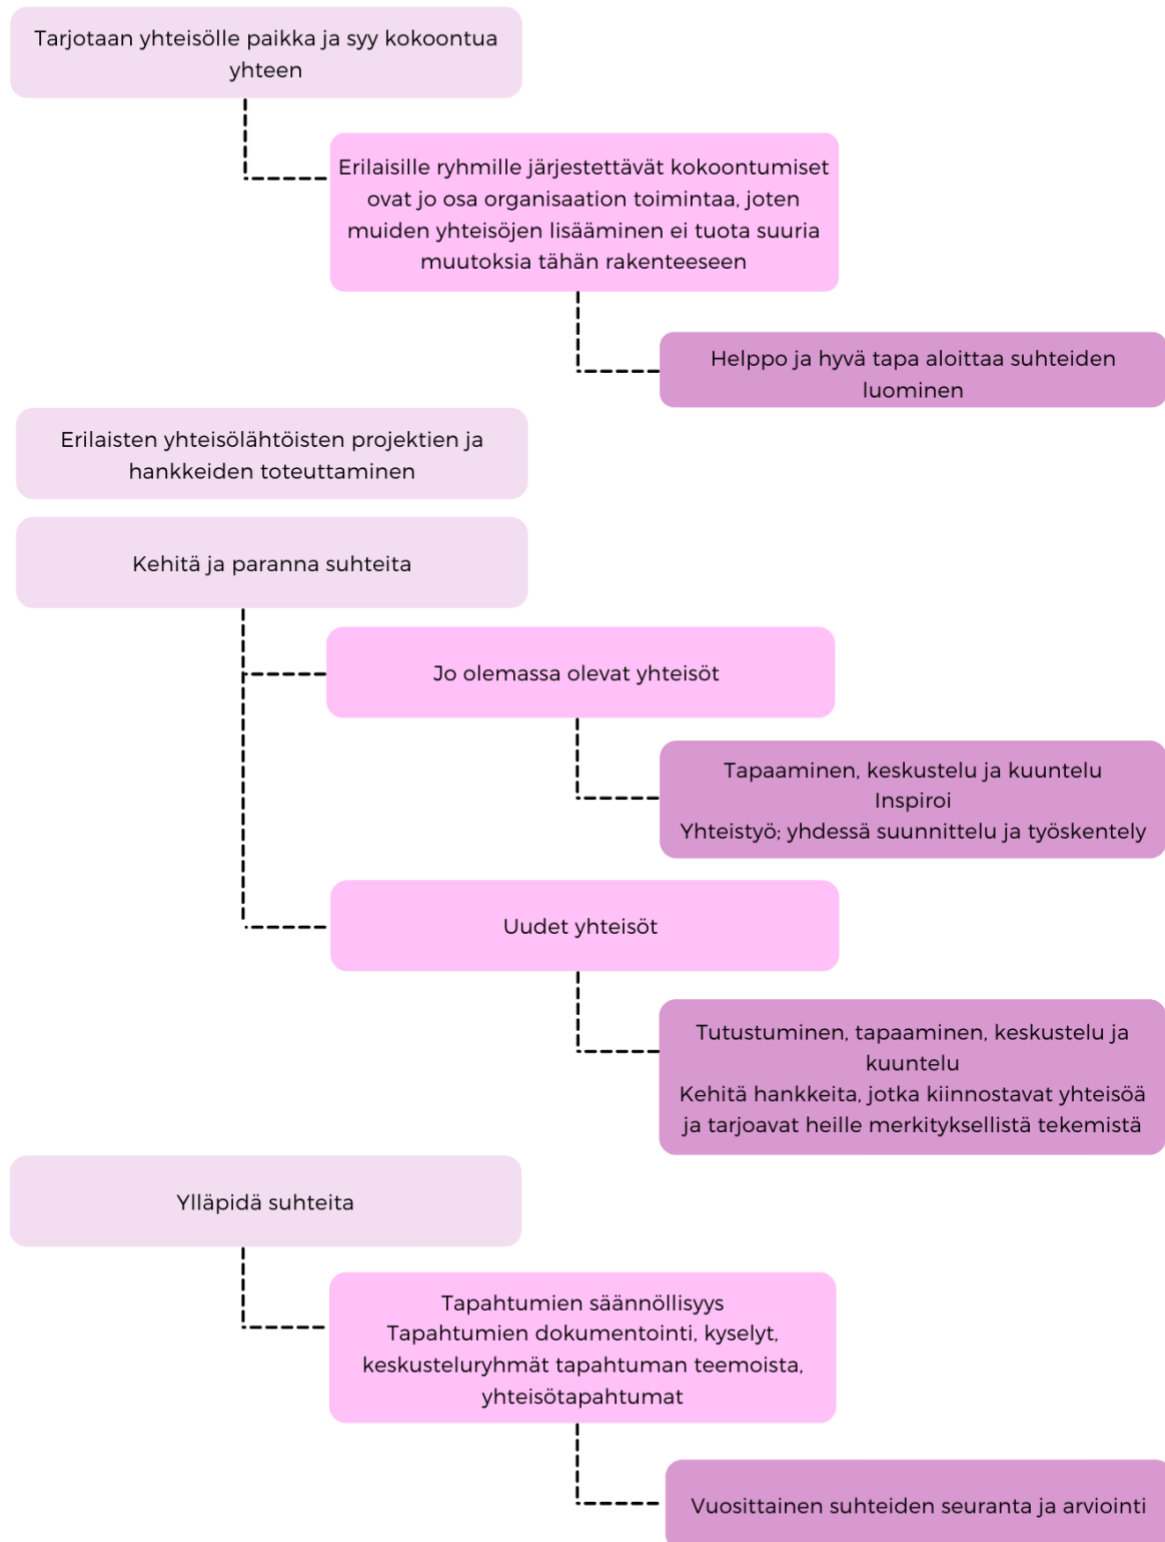 Tarjotaan yhteisölle paikka ja syy kokoontua
yhteen
Erilaisille ryhmille järjestettävät kokoontumiset
ovat jo osa organisaation toimintaa, joten
muiden yhteisöjen lisääminen ei tuota suuria
muutoksia tähän rakenteeseen
Helppo ja hyvä tapa aloittaa suhteiden
luominen
Erilaisten yhteisölähtöisten projektien ja
hankkeiden toteuttaminen
Kehitä ja paranna suhteita
Jo olemassa olevat yhteisöt
Tapaaminen, keskustelu ja kuuntelu
Inspiroi
Yhteistyö; yhdessä suunnittelu ja työskentely
Uudet yhteisöt
Tutustuminen, tapaaminen, keskustelu ja
kuuntelu
Kehitä hankkeita, jotka kiinnostavat yhteisöä
ja tarjoavat heille merkityksellistä tekemistä
Ylläpidä suhteita
Tapahtumien säännöllisyys
Tapahtumien dokumentointi, kyselyt,
keskusteluryhmät tapahtuman teemoista,
yhteisötapahtumat
Vuosittainen suhteiden seuranta ja arviointi